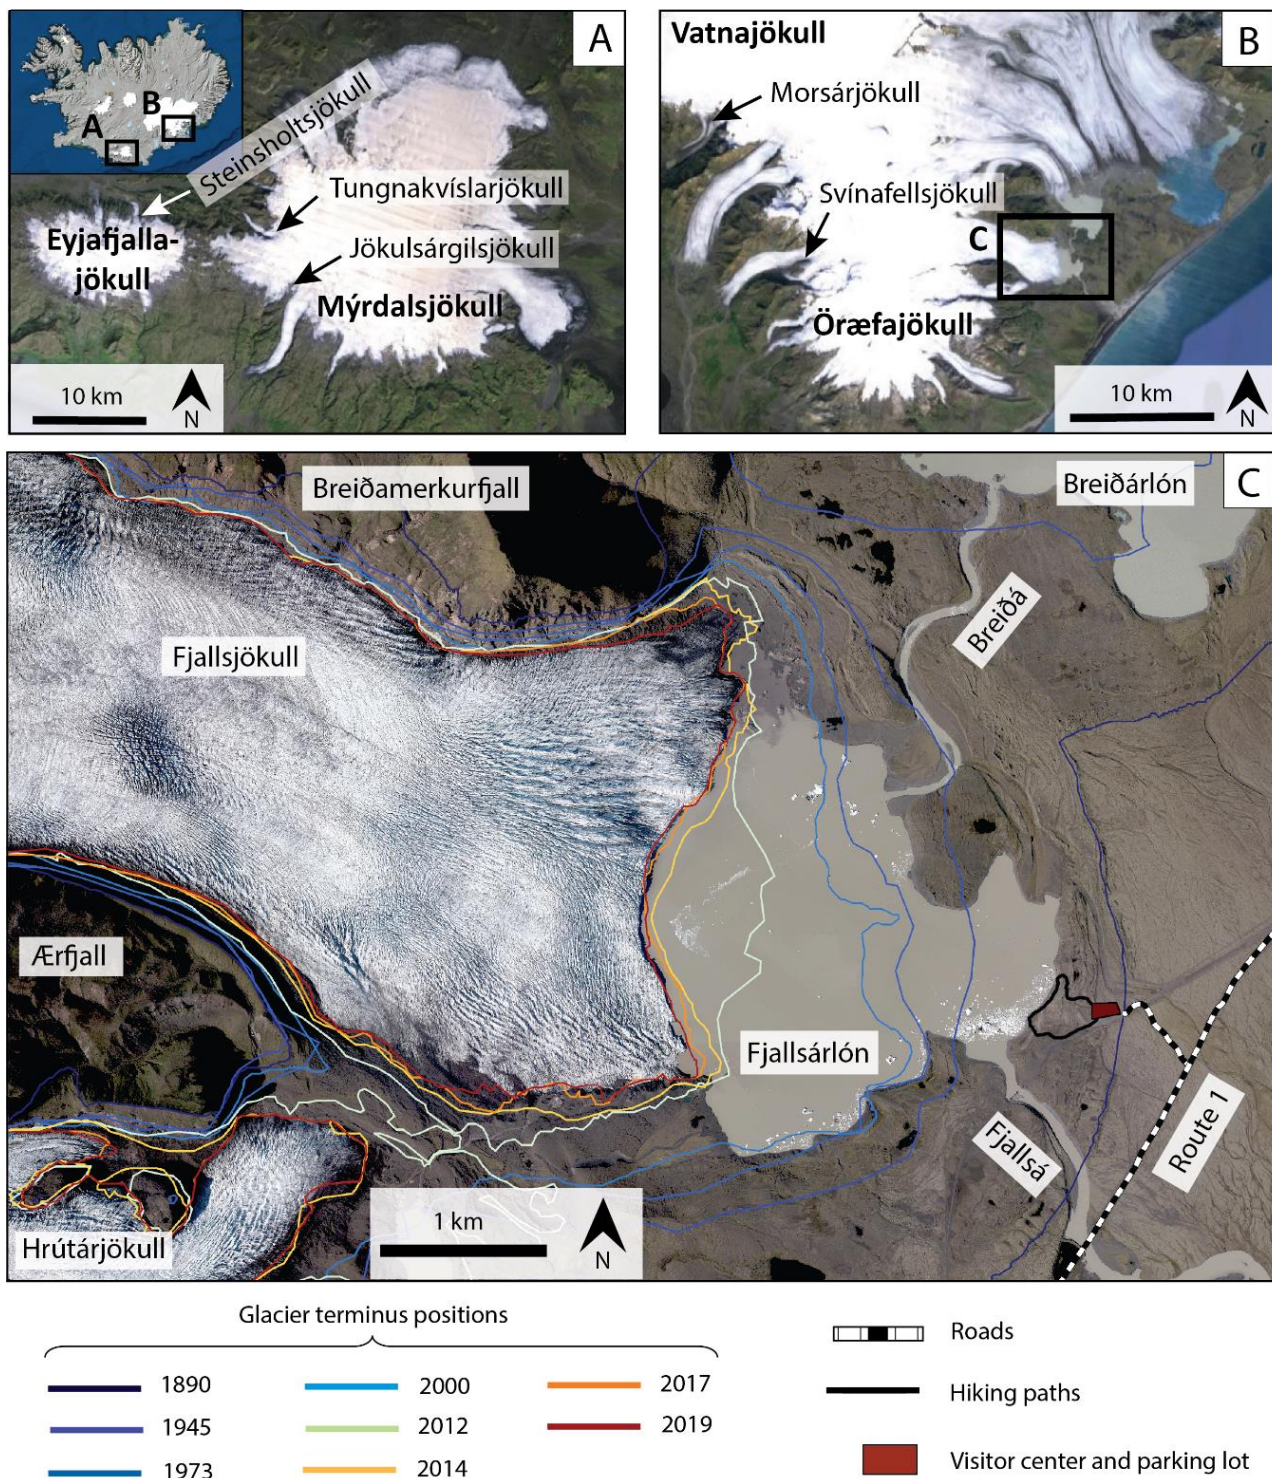 A
B
A
B
Steinsholtsjökull
Tungnakvíslarjökull
Eyjafjalla-
jökull
Jökulsárgilsjökull
Mýrdalsjökull
10 km
N
Vatnajökull
B
Morsárjökull
Svínafellsjökull
C
Öræfajökull
10 km
N
Breiðamerkurfjall
Breiðárlón
C
Breiðá
Fjallsjökull
Ærfjall
Fjallsárlón
Fjallsá
Route 1
Hrútárjökull
1 km
N
Glacier terminus positions
1890
1945
1973
2000
2012
2014
2017
2019
Roads
Hiking paths
Visitor center and parking lot